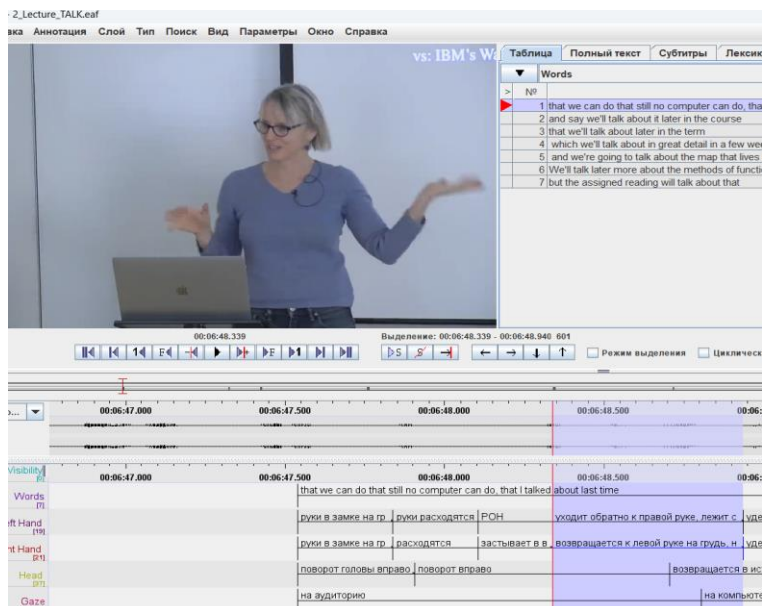 2_Lecture_TALK.eaf
вка Аннотация Слой Тип Поиск Вид Параметры Окно Справка
vs: IBM's Wa
Таблица Полный текст Субтитры Лексик
Words
> №
1 that we can do that still no computer can do, tha
2 and say we'll talk about it later in the course
3 that we'll talk about later in the term
4 which we'll talk about in great detail in a few wee
5 and we're going to talk about the map that lives
6 We'll talk later more about the methods of functi
7 but the assigned reading will talk about that
00:06:48.339
Выделение: 00:06:48.339 - 00:06:48.940 601
Режим выделения Циклическ
00:06:47.000 00:06:47.500 00:06:48.000 00:06:48.500 00:06:
Visibility
00:06:47.000 00:06:47.500 00:06:48.000 00:06:48.500 00:06:
Words
that we can do that still no computer can do, that I talked about last time
[7]
eft Hand
руки в замке на гр руки расходятся РОН уходит обратно к правой руке, лежит с уде
[19]
ht Hand
руки в замке на гр расходятся застывает в в возвращается к левой руке на грудь, н уде
[21]
Head
поворот головы вправо поворот вправо возвращается в ис
Gaze
на аудиторию на компьюте